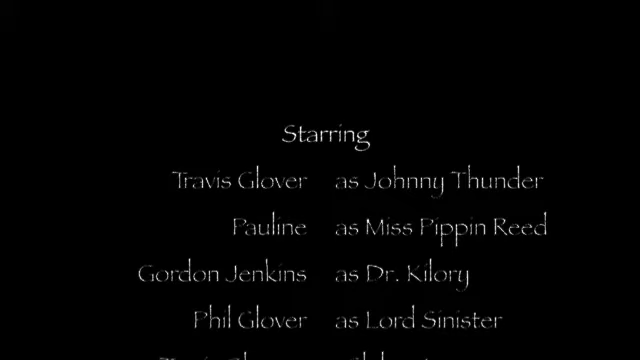 Starring
Travis Glover as Johnny Thunder
Pauline as Miss Pippin Reed
Gordon Jenkins as Dr. Kilory
Phil Glover as Lord Sinister